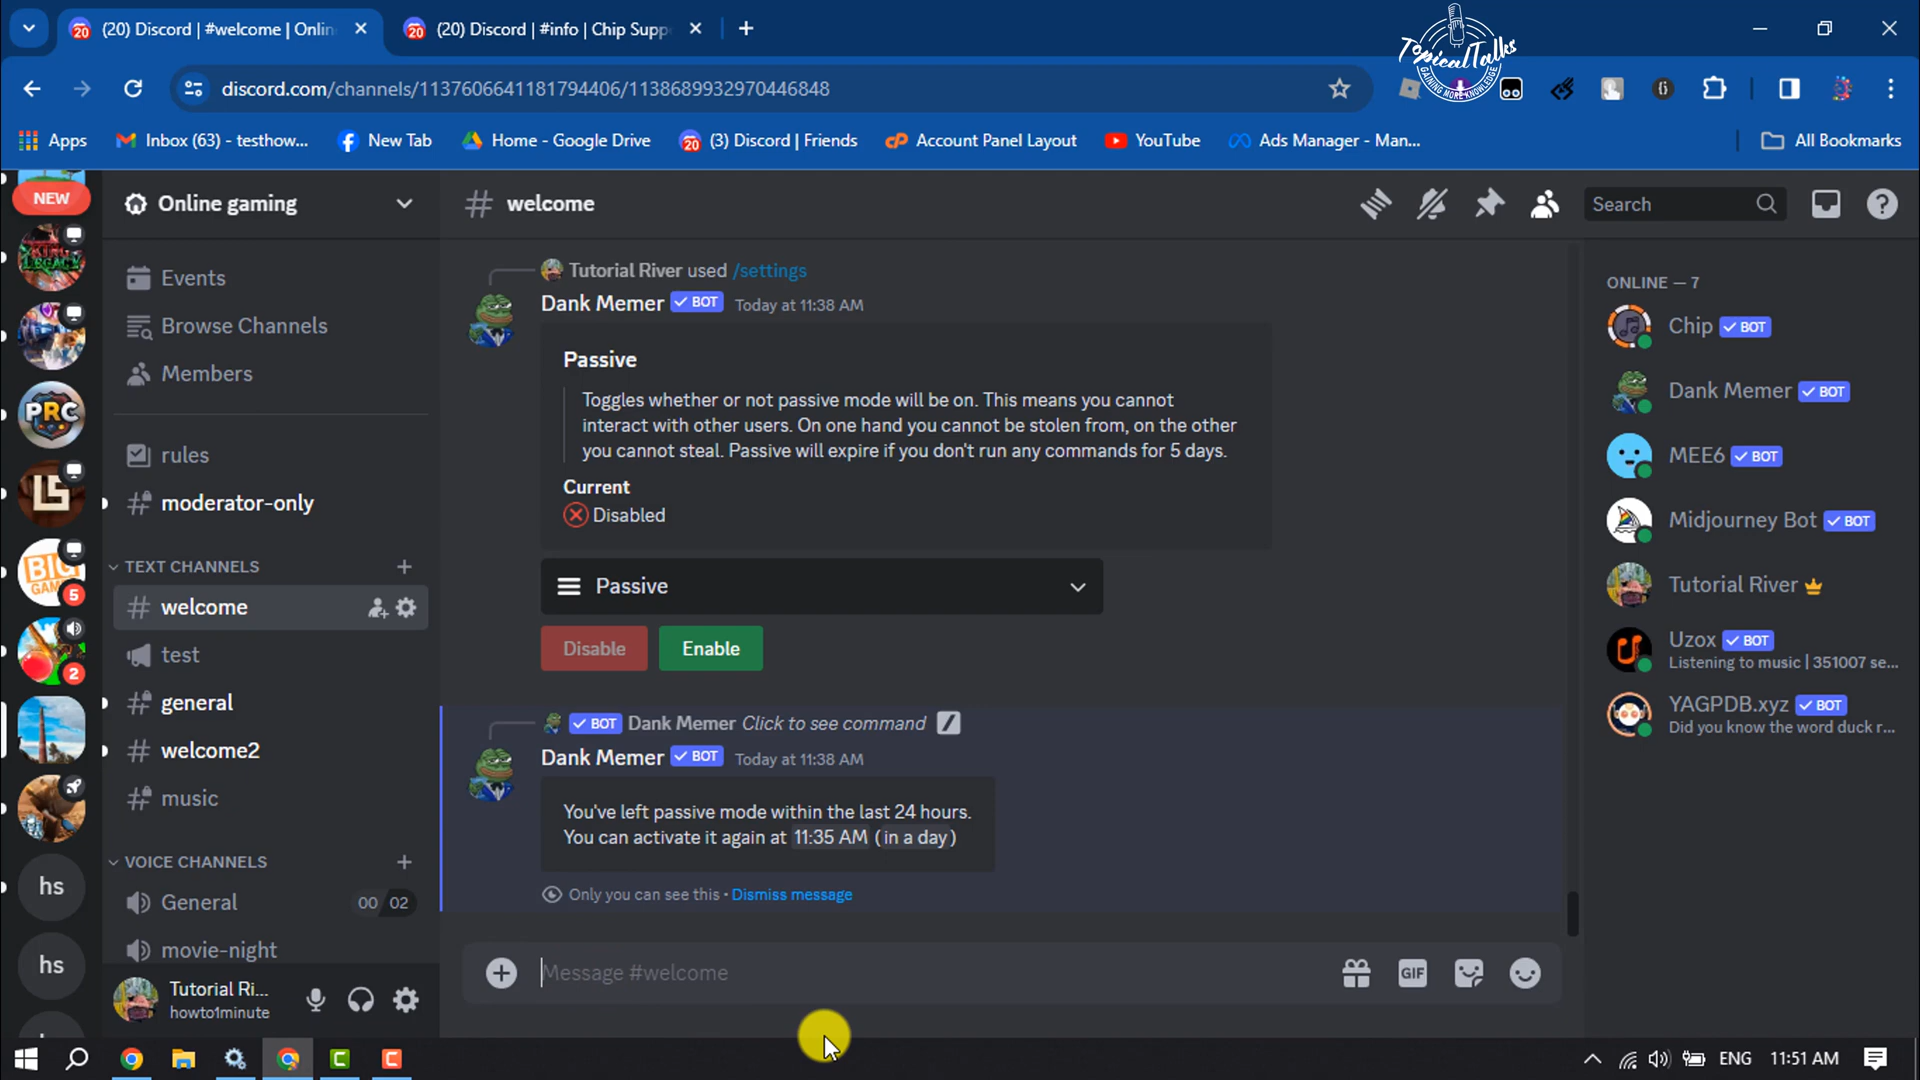 (20) Discord | #welcome | Onlin
(20) Discord | #info | Chip Supp
TopicalTalks
GAINING MORE KNOWLEDGE
discord.com/channels/1137606641181794406/1138689932970446848
Apps
Inbox (63) - testhow...
New Tab
Home - Google Drive
(3) Discord | Friends
Account Panel Layout
YouTube
Ads Manager - Man...
All Bookmarks
NEW
Online gaming
# welcome
Search
Events
Browse Channels
Members
rules
moderator-only
TEXT CHANNELS
welcome
test
general
welcome2
music
VOICE CHANNELS
General
00 02
movie-night
Tutorial Ri...
howto1minute
LEGACY
PRC
LS
BIG
5
2
hs
hs
Tutorial River used /settings
Dank Memer BOT Today at 11:38 AM
Passive
Toggles whether or not passive mode will be on. This means you cannot
interact with other users. On one hand you cannot be stolen from, on the other
you cannot steal. Passive will expire if you don't run any commands for 5 days.
Current
Disabled
Passive
Disable
Enable
BOT Dank Memer Click to see command
Dank Memer BOT Today at 11:38 AM
You've left passive mode within the last 24 hours.
You can activate it again at 11:35 AM (in a day)
Only you can see this • Dismiss message
Message #welcome
GIF
ONLINE — 7
Chip BOT
Dank Memer BOT
MEE6 BOT
Midjourney Bot BOT
Tutorial River
Uzox BOT
Listening to music | 351007 se...
YAGPDB.xyz BOT
Did you know the word duck r...
ENG
11:51 AM